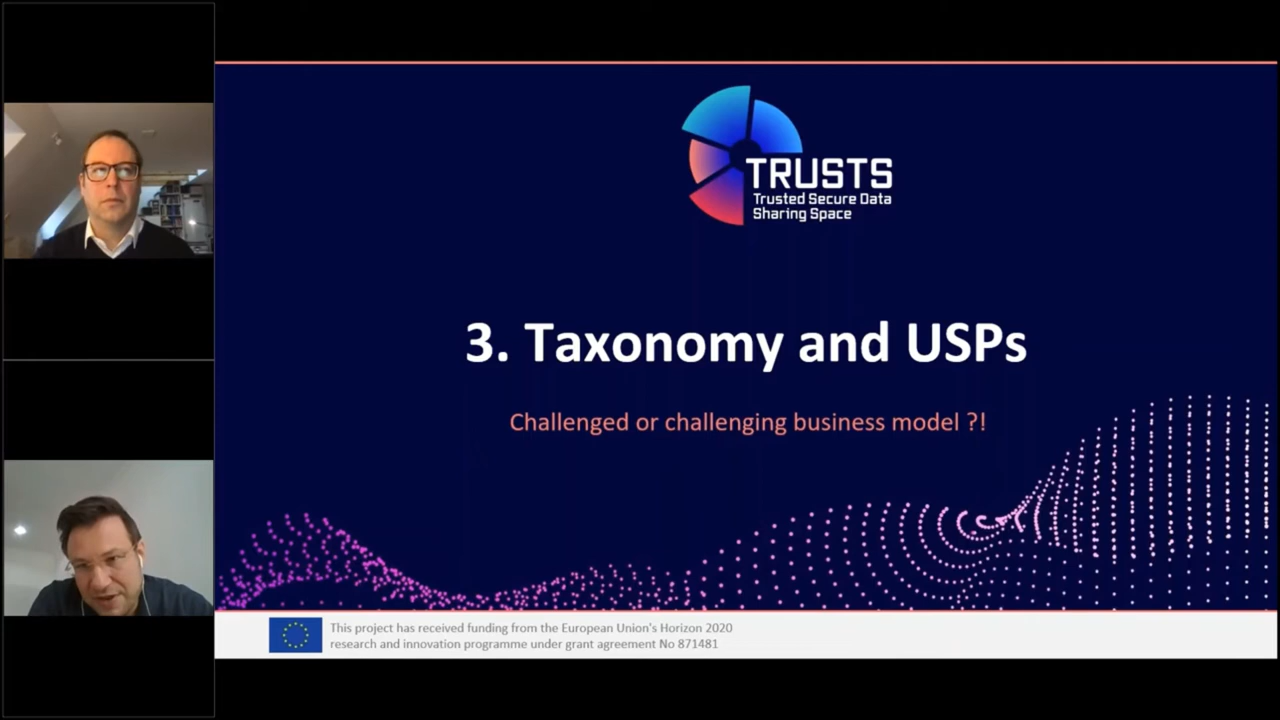 TRUSTS
Trusted Secure Data
Sharing Space
3. Taxonomy and USPs
Challenged or challenging business model ?!
This project has received funding from the European Union's Horizon 2020
research and innovation programme under grant agreement No 871481